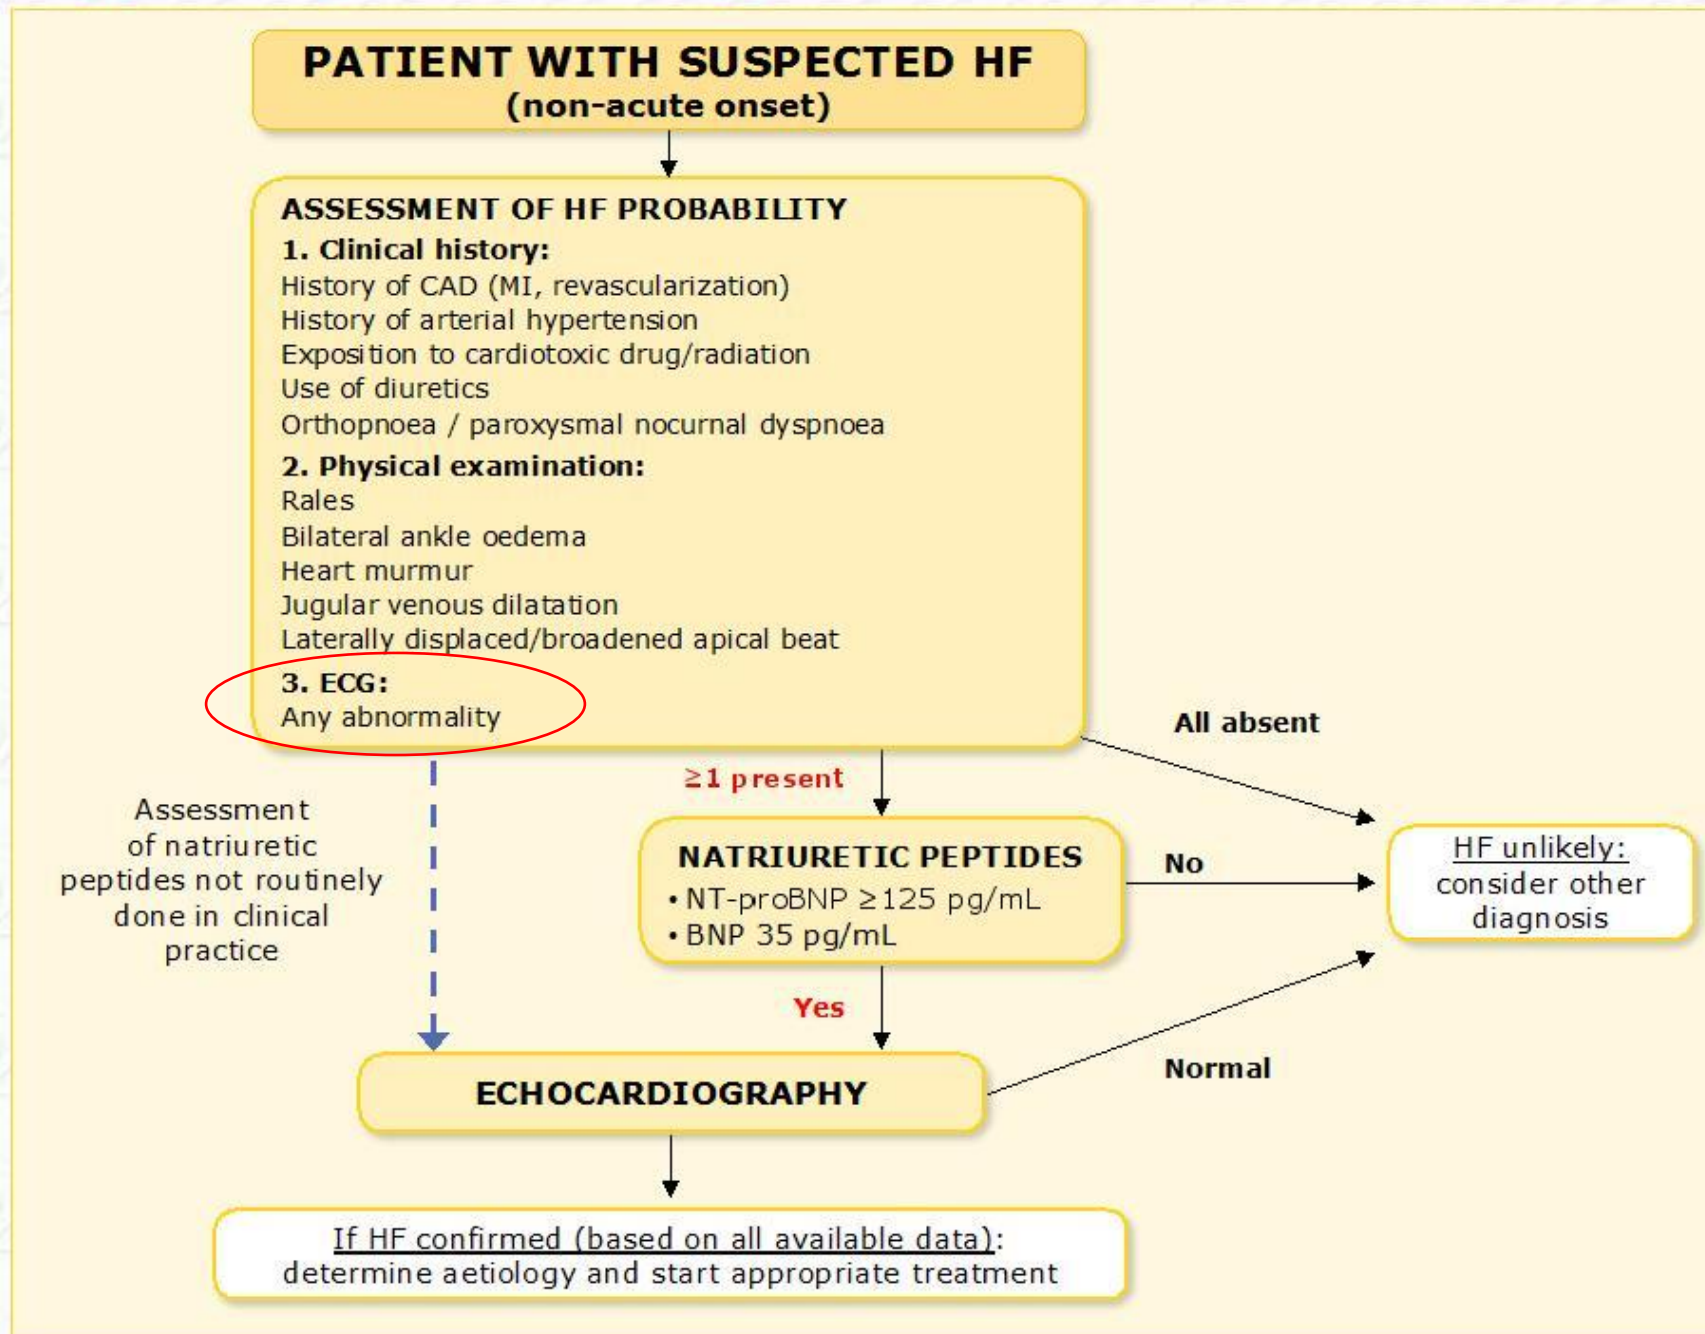 PATIENT WITH SUSPECTED HF
(non-acute onset)
ASSESSMENT OF HF PROBABILITY
1. Clinical history:
History of CAD (MI, revascularization)
History of arterial hypertension
Exposition to cardiotoxic drug/radiation
Use of diuretics
Orthopnoea / paroxysmal nocurnal dyspnoea
2. Physical examination:
Rales
Bilateral ankle oedema
Heart murmur
Jugular venous dilatation
Laterally displaced/broadened apical beat
3. ECG:
Any abnormality
All absent
≥1 present
Assessment
of natriuretic
peptides not routinely
done in clinical
practice
NATRIURETIC PEPTIDES
• NT-proBNP ≥125 pg/mL
• BNP 35 pg/mL
No
HF unlikely:
consider other
diagnosis
Yes
Normal
ECHOCARDIOGRAPHY
If HF confirmed (based on all available data):
determine aetiology and start appropriate treatment